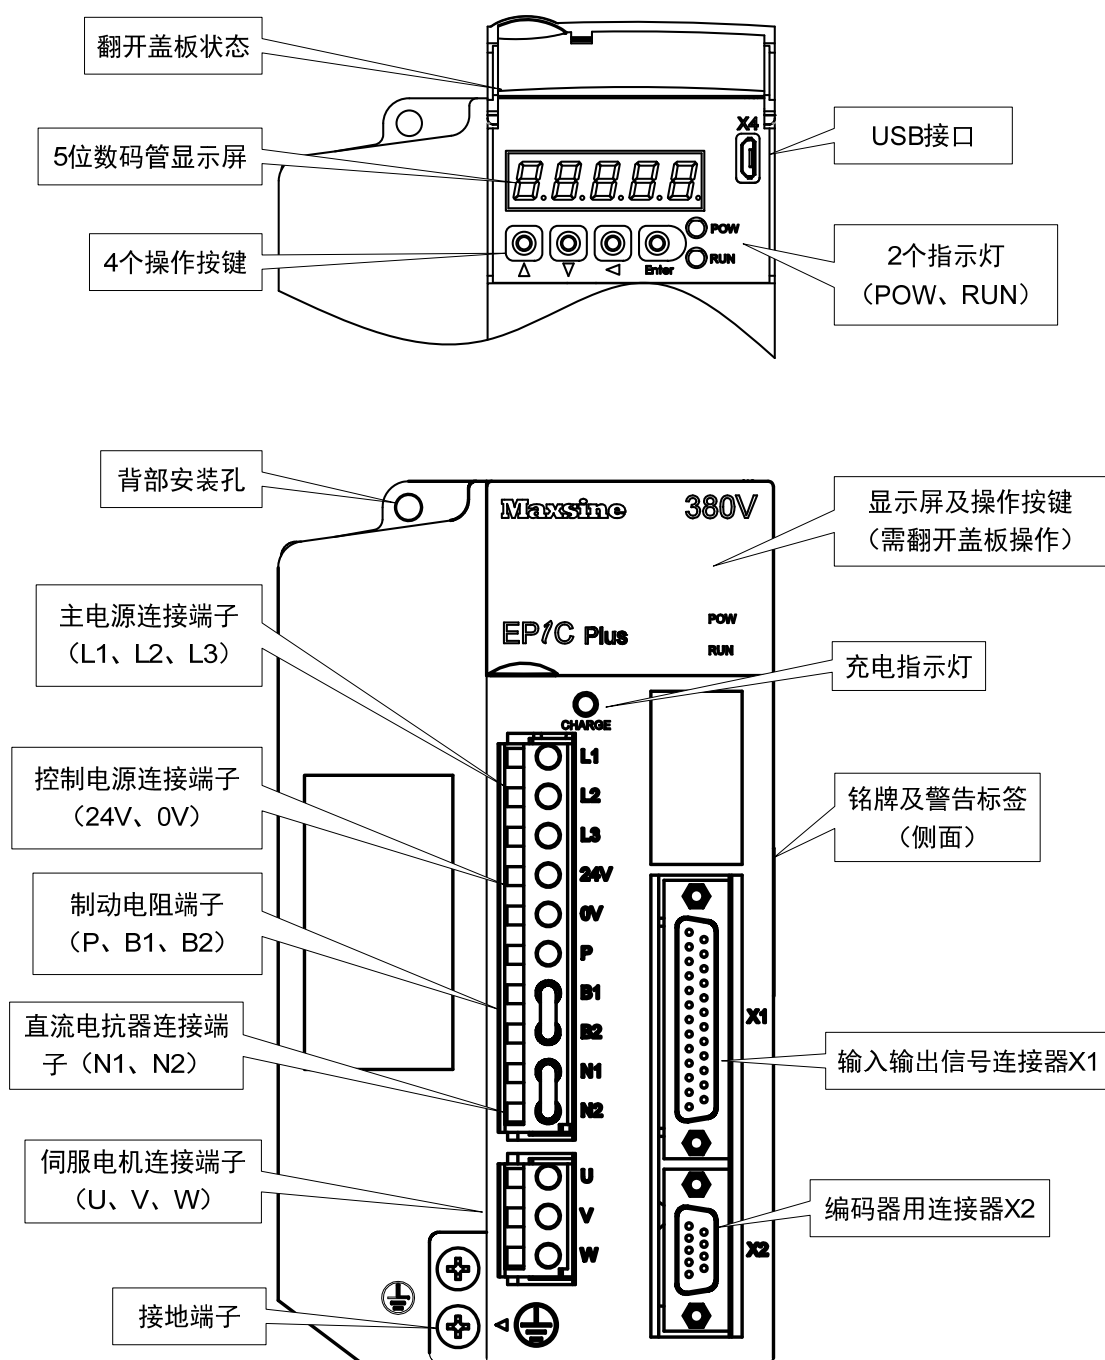 翻开盖板状态
X4
USB接口
5位数码管显示屏
8.8.8.8.8.
POW
4个操作按键
Enter
RUN
2个指示灯
（POW、RUN）
背部安装孔
Maxsine
380V
显示屏及操作按键
（需翻开盖板操作）
主电源连接端子
（L1、L2、L3）
EP1C Plus
POW
RUN
充电指示灯
CHARGE
L1
控制电源连接端子
（24V、0V）
L2
铭牌及警告标签
（侧面）
L3
24V
制动电阻端子
（P、B1、B2）
0V
P
B1
直流电抗器连接端
子（N1、N2）
X1
B2
输入输出信号连接器X1
N1
N2
伺服电机连接端子
（U、V、W）
U
V
编码器用连接器X2
X2
W
接地端子